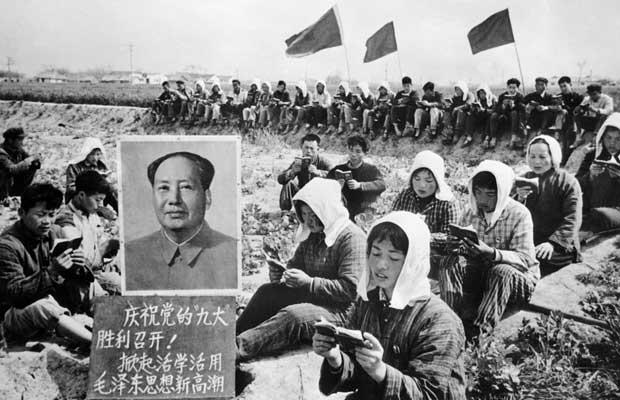 庆祝党的“九大”
胜利召开！
掀起活学活用
毛泽东思想新高潮